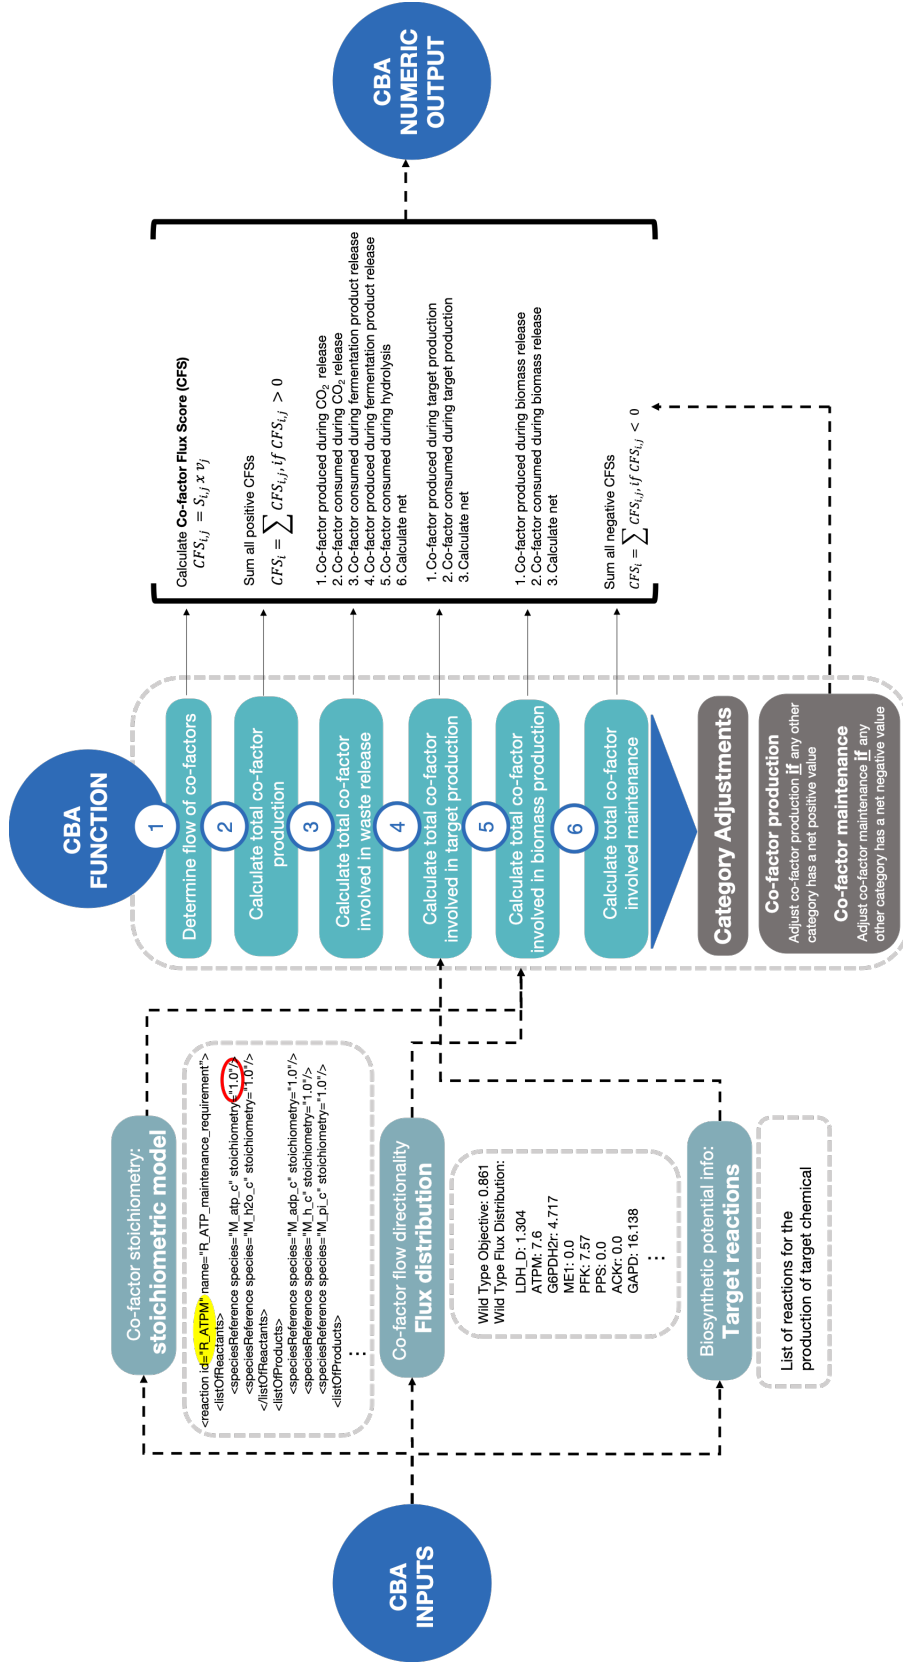 CBA
INPUTS
Co-factor stoichiometry:
stoichiometric model
<reaction id="R_ATPM" name="R_ATP_maintenance_requirement">
<listOfReactants>
<speciesReference species="M_atp_c" stoichiometry="1.0"/>
<speciesReference species="M_h2o_c" stoichiometry="1.0"/>
</listOfReactants>
<listOfProducts>
<speciesReference species="M_adp_c" stoichiometry="1.0"/>
<speciesReference species="M_h_c" stoichiometry="1.0"/>
<speciesReference species="M_pi_c" stoichiometry="1.0"/>
<listOfProducts>
...
Co-factor flow directionality
Flux distribution
Wild Type Objective: 0.861
Wild Type Flux Distribution:
LDH_D: 1.304
ATPM: 7.6
G6PDH2r: 4.717
ME1: 0.0
PFK: 7.57
PPS: 0.0
ACKr: 0.0
GAPD: 16.138
...
Biosynthetic potential info:
Target reactions
List of reactions for the
production of target chemical
CBA
FUNCTION
1
Determine flow of co-factors
2
Calculate total co-factor
production
3
Calculate total co-factor
involved in waste release
4
Calculate total co-factor
involved in target production
5
Calculate total co-factor
involved in biomass production
6
Calculate total co-factor
involved maintenance
Category Adjustments
Co-factor production
Adjust co-factor production if any other
category has a net positive value
Co-factor maintenance
Adjust co-factor maintenance if any
other category has a net negative value
Calculate Co-factor Flux Score (CFS)
CFS_{i,j} = S_{i,j} x v_j
Sum all positive CFSs
CFS_i = ∑ CFS_{i,j}, if CFS_{i,j} > 0
1. Co-factor produced during CO₂ release
2. Co-factor consumed during CO₂ release
3. Co-factor consumed during fermentation product release
4. Co-factor produced during fermentation product release
5. Co-factor consumed during hydrolysis
6. Calculate net
1. Co-factor produced during target production
2. Co-factor consumed during target production
3. Calculate net
1. Co-factor produced during biomass release
2. Co-factor consumed during biomass release
3. Calculate net
Sum all negative CFSs
CFS_i = ∑ CFS_{i,j}, if CFS_{i,j} < 0
CBA
NUMERIC
OUTPUT